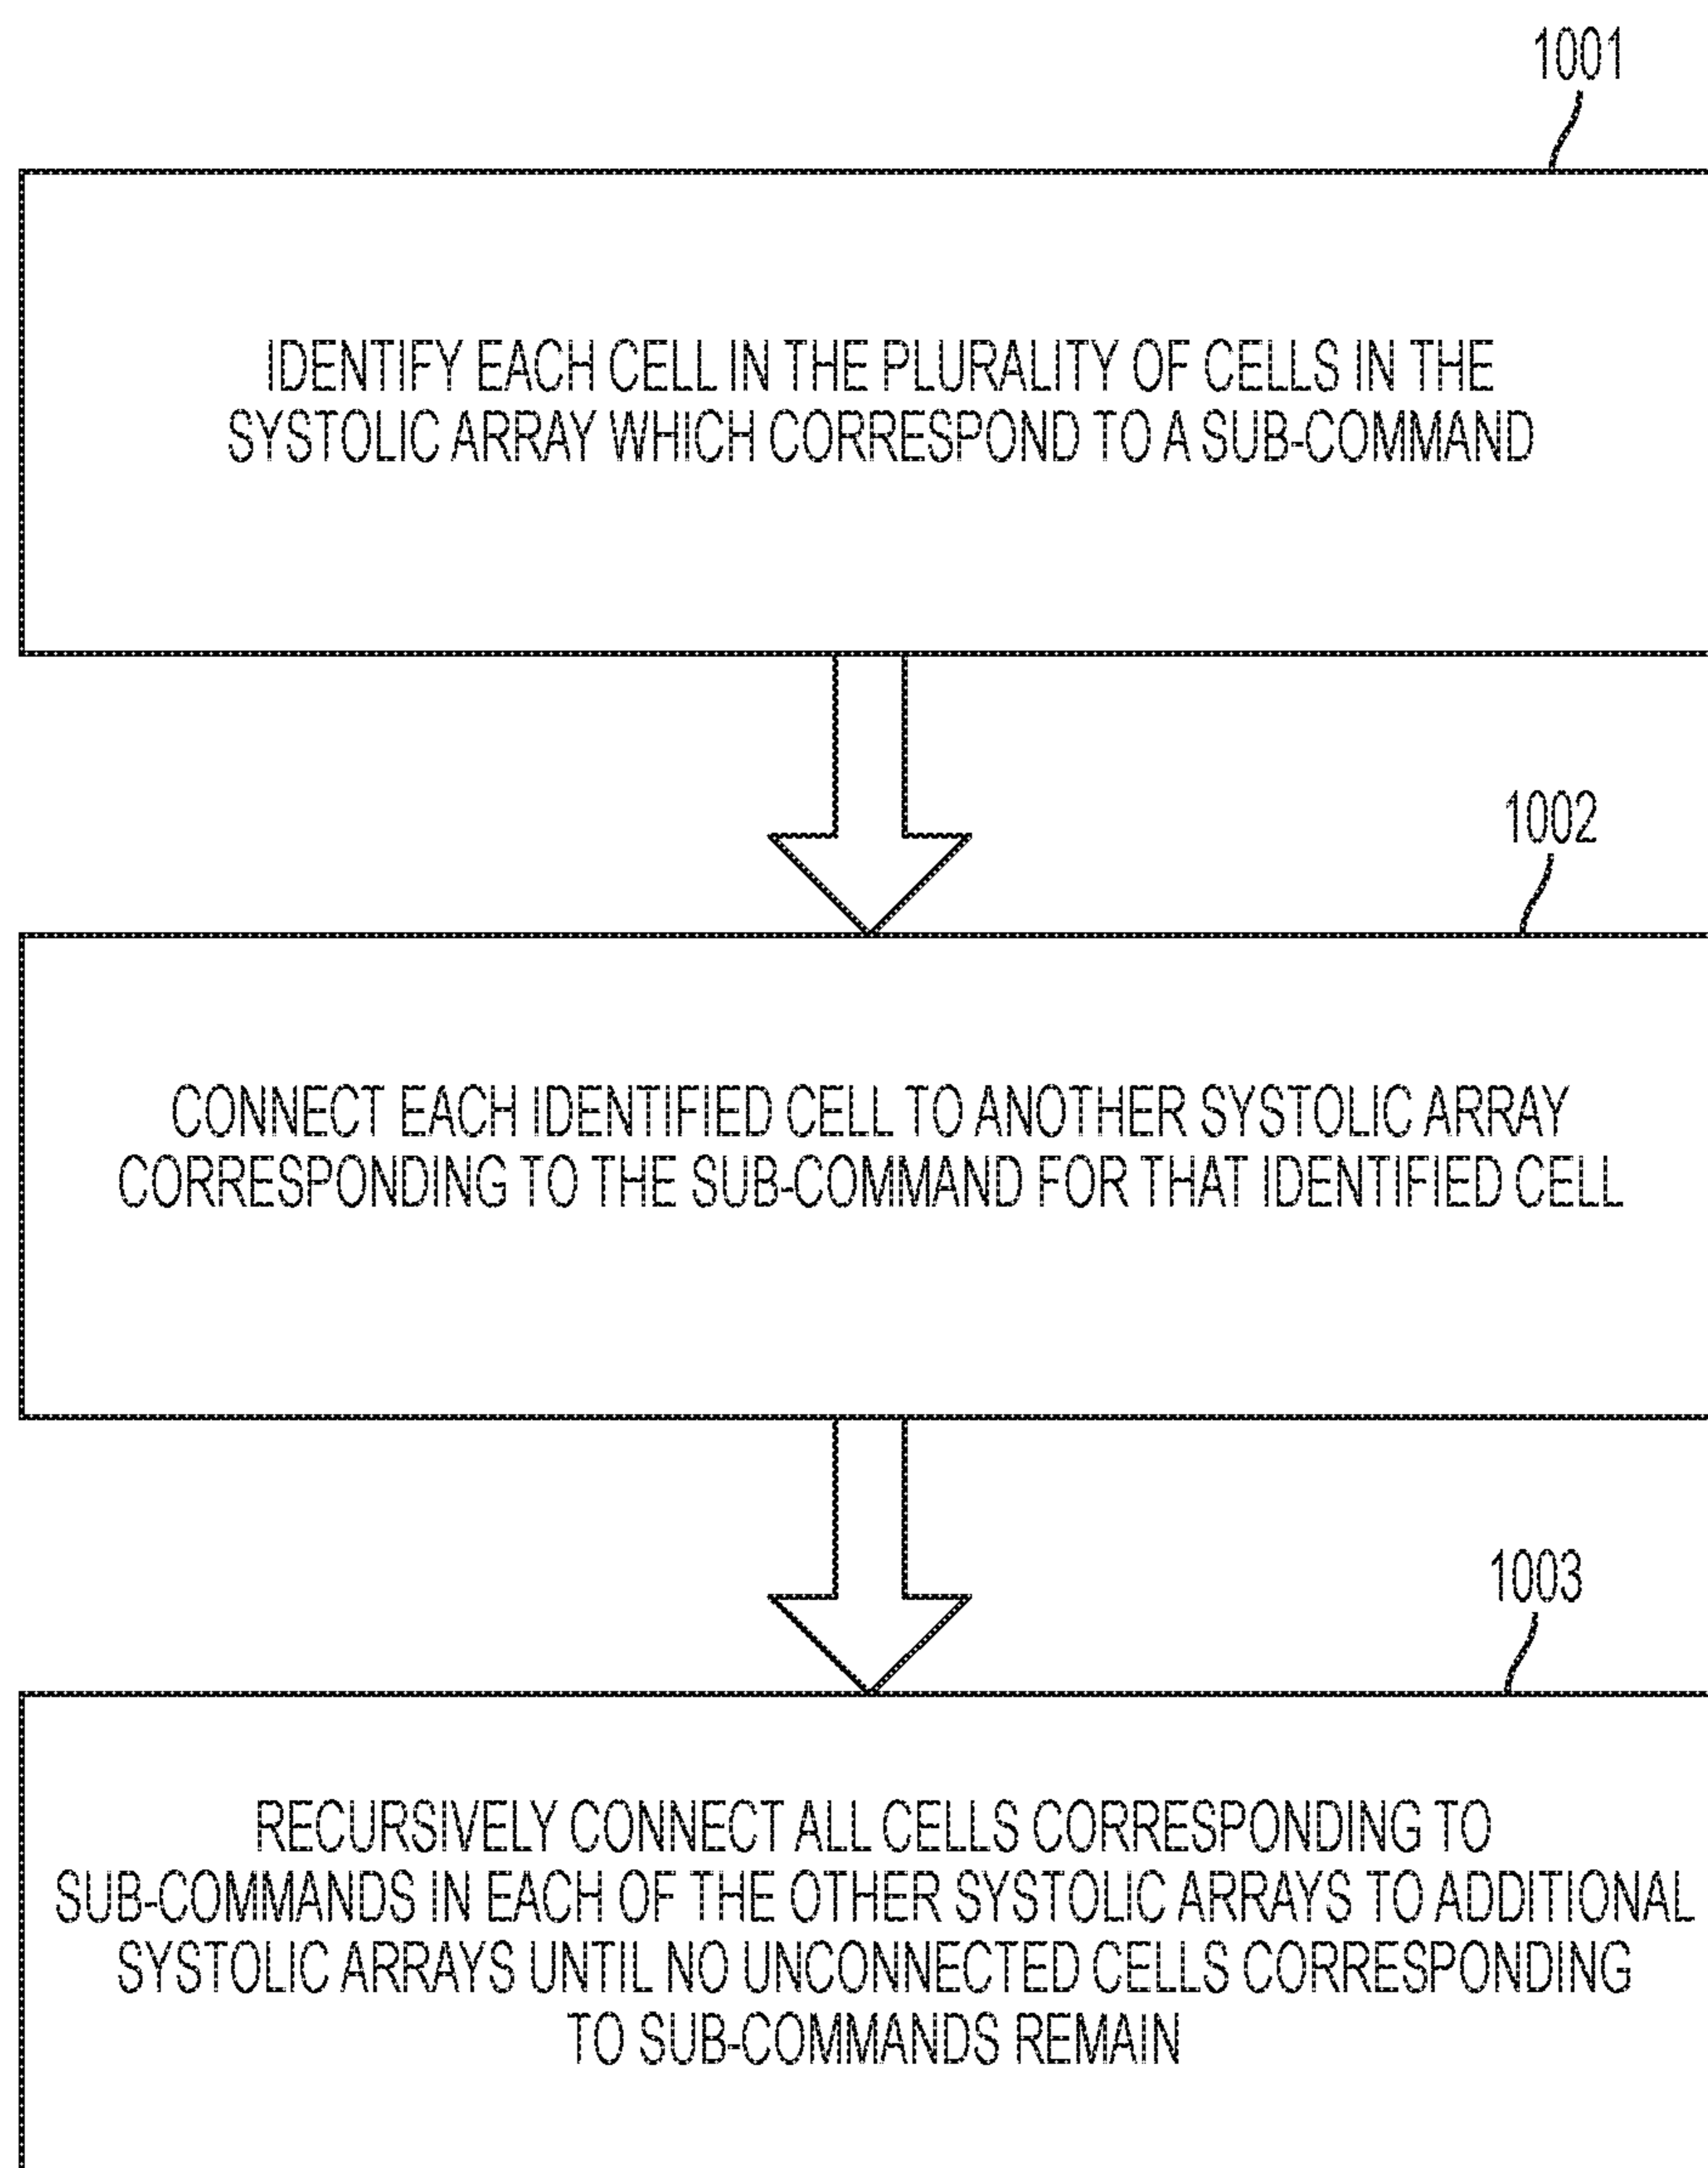 1001
IDENTIFY EACH CELL IN THE PLURALITY OF CELLS IN THE
SYSTOLIC ARRAY WHICH CORRESPOND TO A SUB-COMMAND
1002
CONNECT EACH IDENTIFIED CELL TO ANOTHER SYSTOLIC ARRAY
CORRESPONDING TO THE SUB-COMMAND FOR THAT IDENTIFIED CELL
1003
RECURSIVELY CONNECT ALL CELLS CORRESPONDING TO
SUB-COMMANDS IN EACH OF THE OTHER SYSTOLIC ARRAYS TO ADDITIONAL
SYSTOLIC ARRAYS UNTIL NO UNCONNECTED CELLS CORRESPONDING
TO SUB-COMMANDS REMAIN